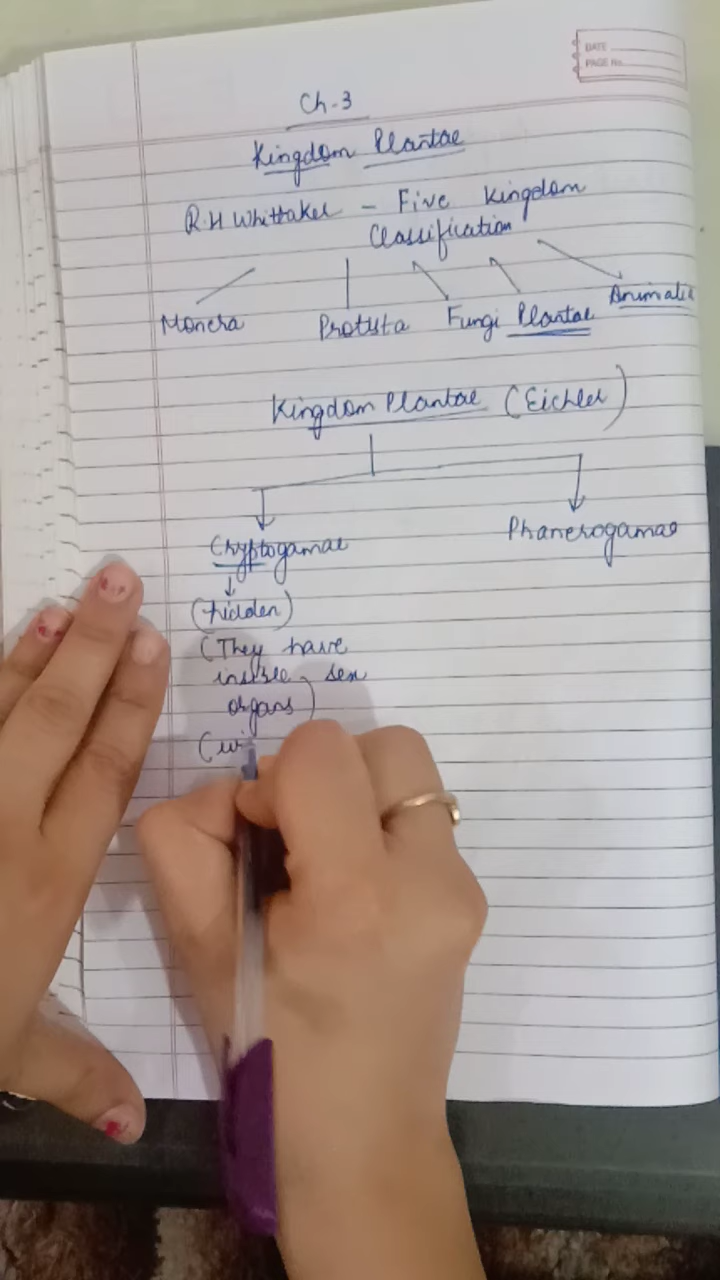 DATE
PAGE No.
Ch-3
Kingdom Plantae
R.H Whittaker - Five Kingdom
Classification
Monera Protista Fungi Plantae Animalia
Kingdom Plantae (Eichler)
Cryptogamae Phanerogamae
(hidden)
(They have
sex
organs)
(wi